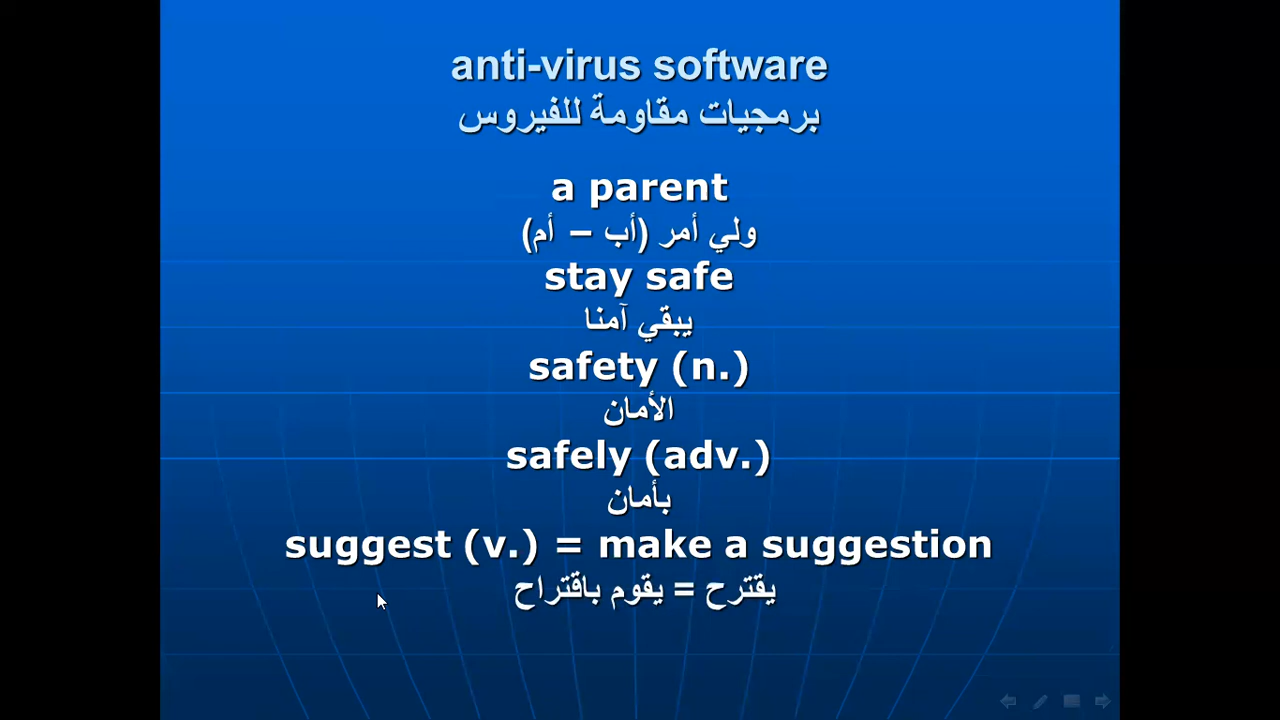 anti-virus software
برمجيات مقاومة للفيروس
a parent
ولي أمر (أب – أم)
stay safe
يبقي آمنا
safety (n.)
الأمان
safely (adv.)
بأمان
suggest (v.) = make a suggestion
يقترح = يقوم باقتراح